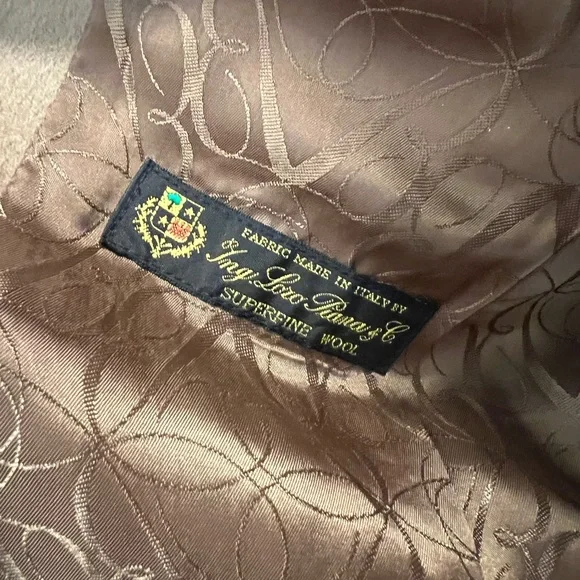 FABRIC MADE IN ITALY BY
Ing. Loro Piana & C.
SUPERFINE WOOL